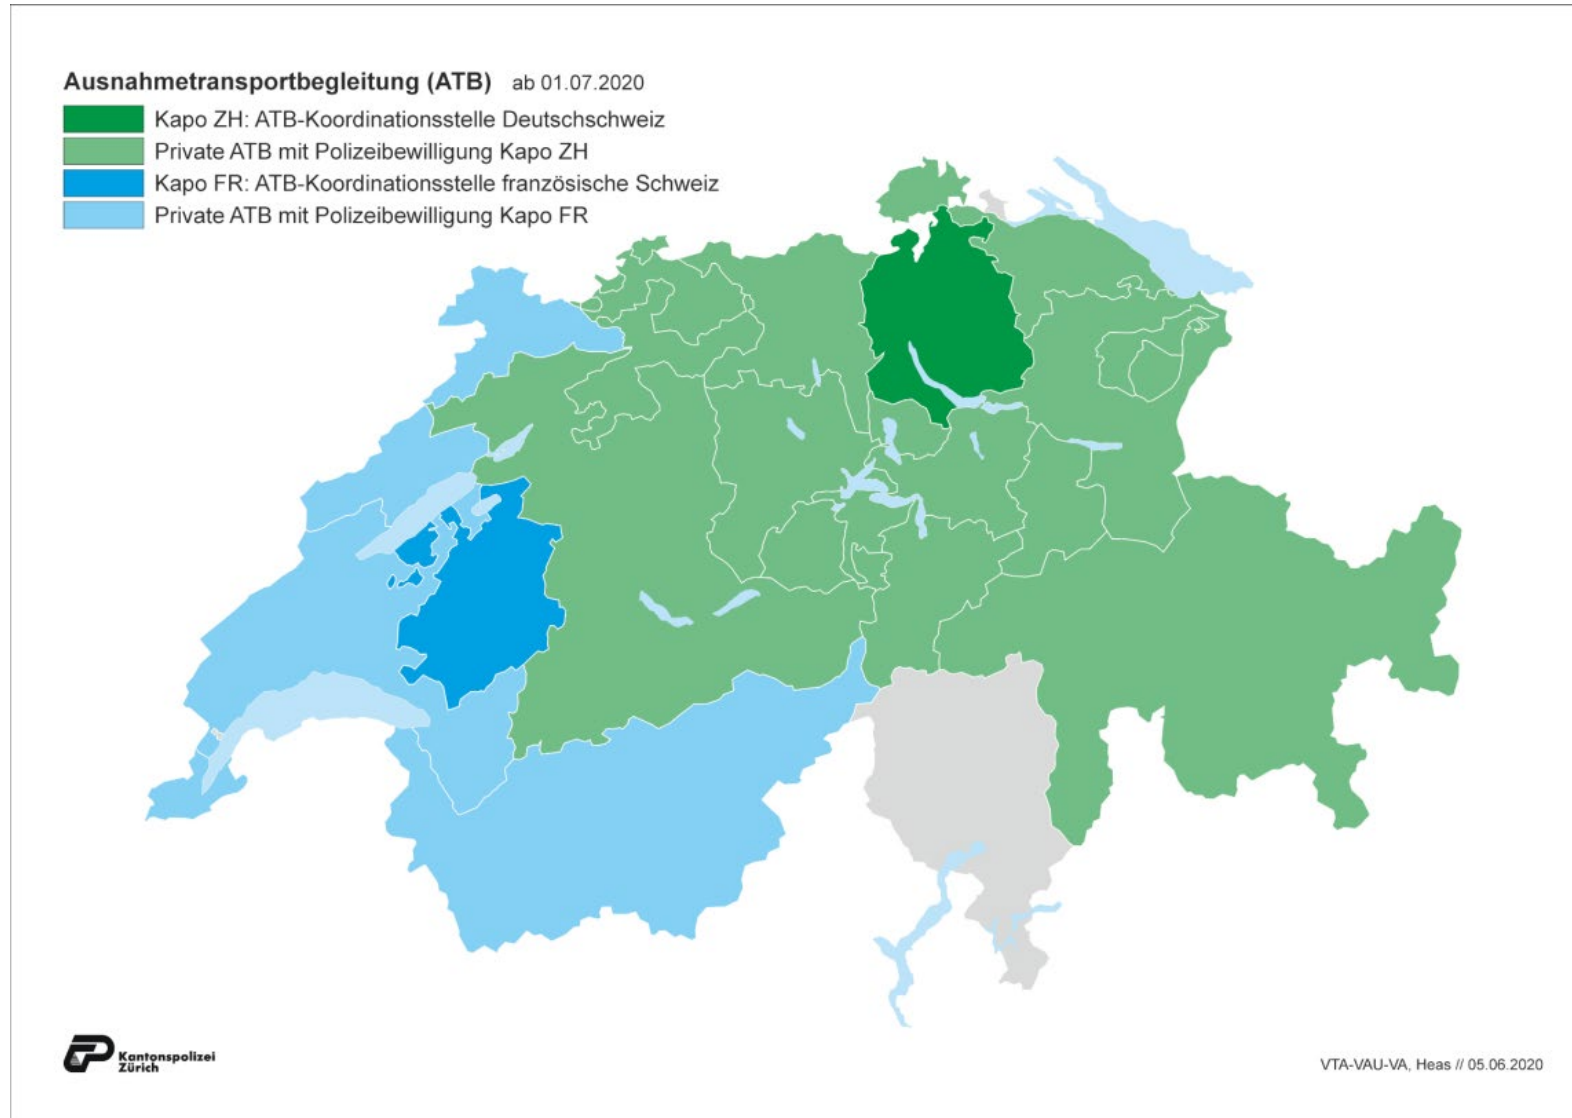 Ausnahmetransportbegleitung (ATB) ab 01.07.2020
Kapo ZH: ATB-Koordinationsstelle Deutschschweiz
Private ATB mit Polizeibewilligung Kapo ZH
Kapo FR: ATB-Koordinationsstelle französische Schweiz
Private ATB mit Polizeibewilligung Kapo FR
Kantonspolizei
Zürich
VTA-VAU-VA, Heas // 05.06.2020